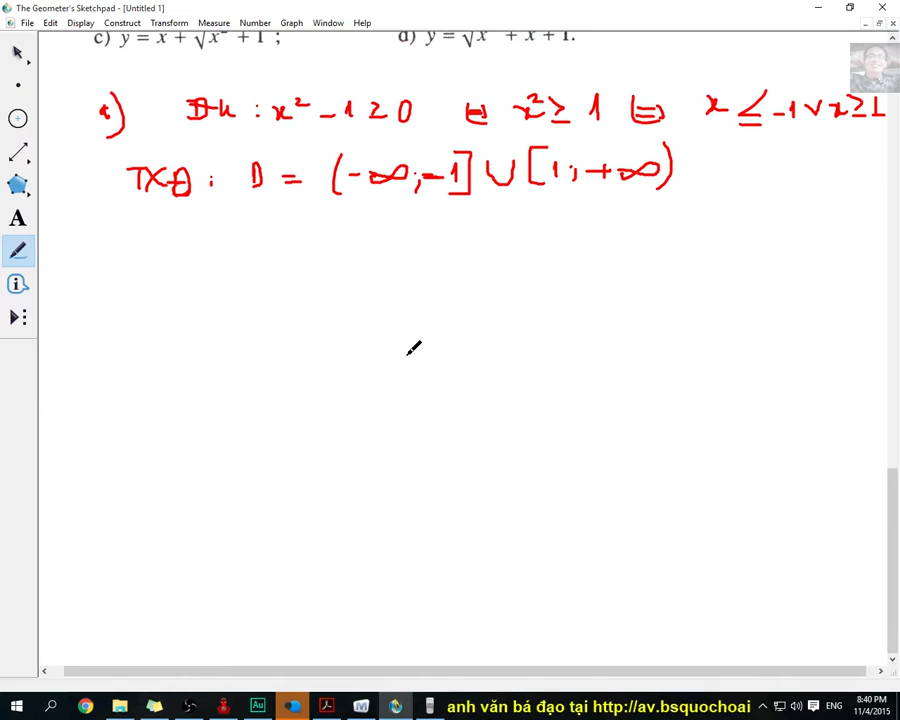 The Geometer's Sketchpad - [Untitled 1]
File Edit Display Construct Transform Measure Number Graph Window Help
c) y = x + √x² + 1 ; d) y = √x² + x + 1.
a) Đk : x² - 1 ≥ 0 ⇔ x² ≥ 1 ⇔ x ≤ -1 ∨ x ≥ 1
TXĐ : D = (-∞; -1] ∪ [1; +∞)
A
anh văn bá đạo tại http://av.bsquochoai
ENG
8:40 PM
11/4/2015